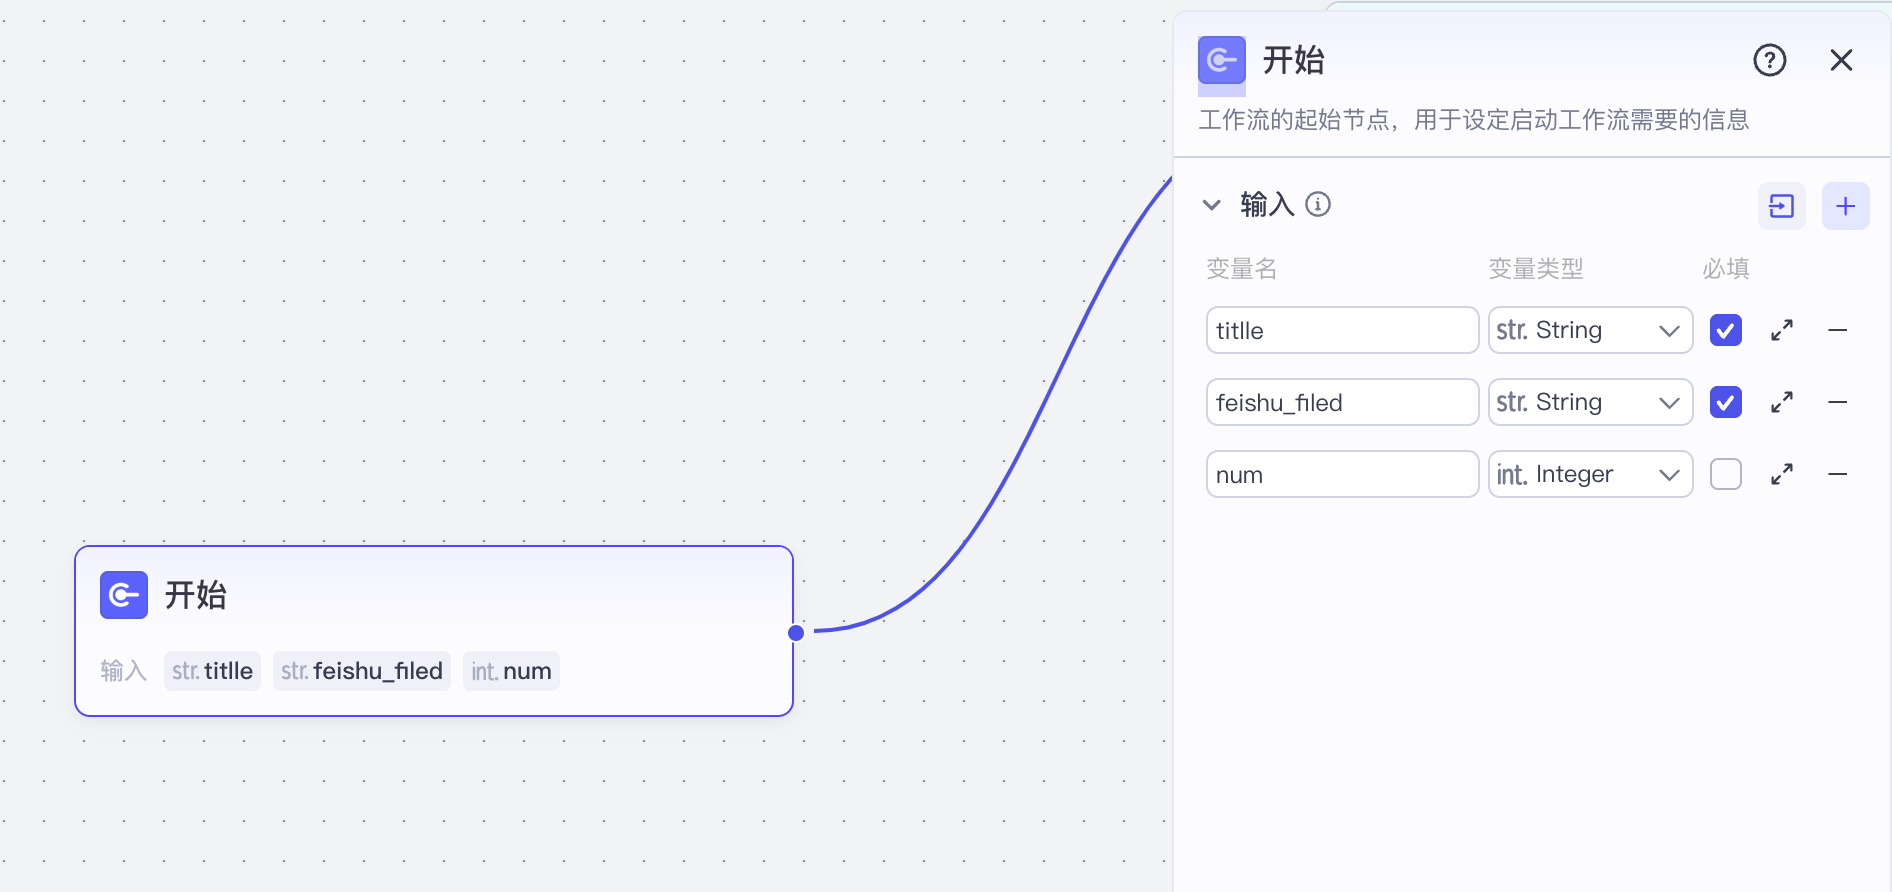 开始
输入 str. titlle str. feishu_filed int. num
开始
工作流的起始节点，用于设定启动工作流需要的信息
输入
变量名 变量类型 必填
titlle str. String
feishu_filed str. String
num int. Integer